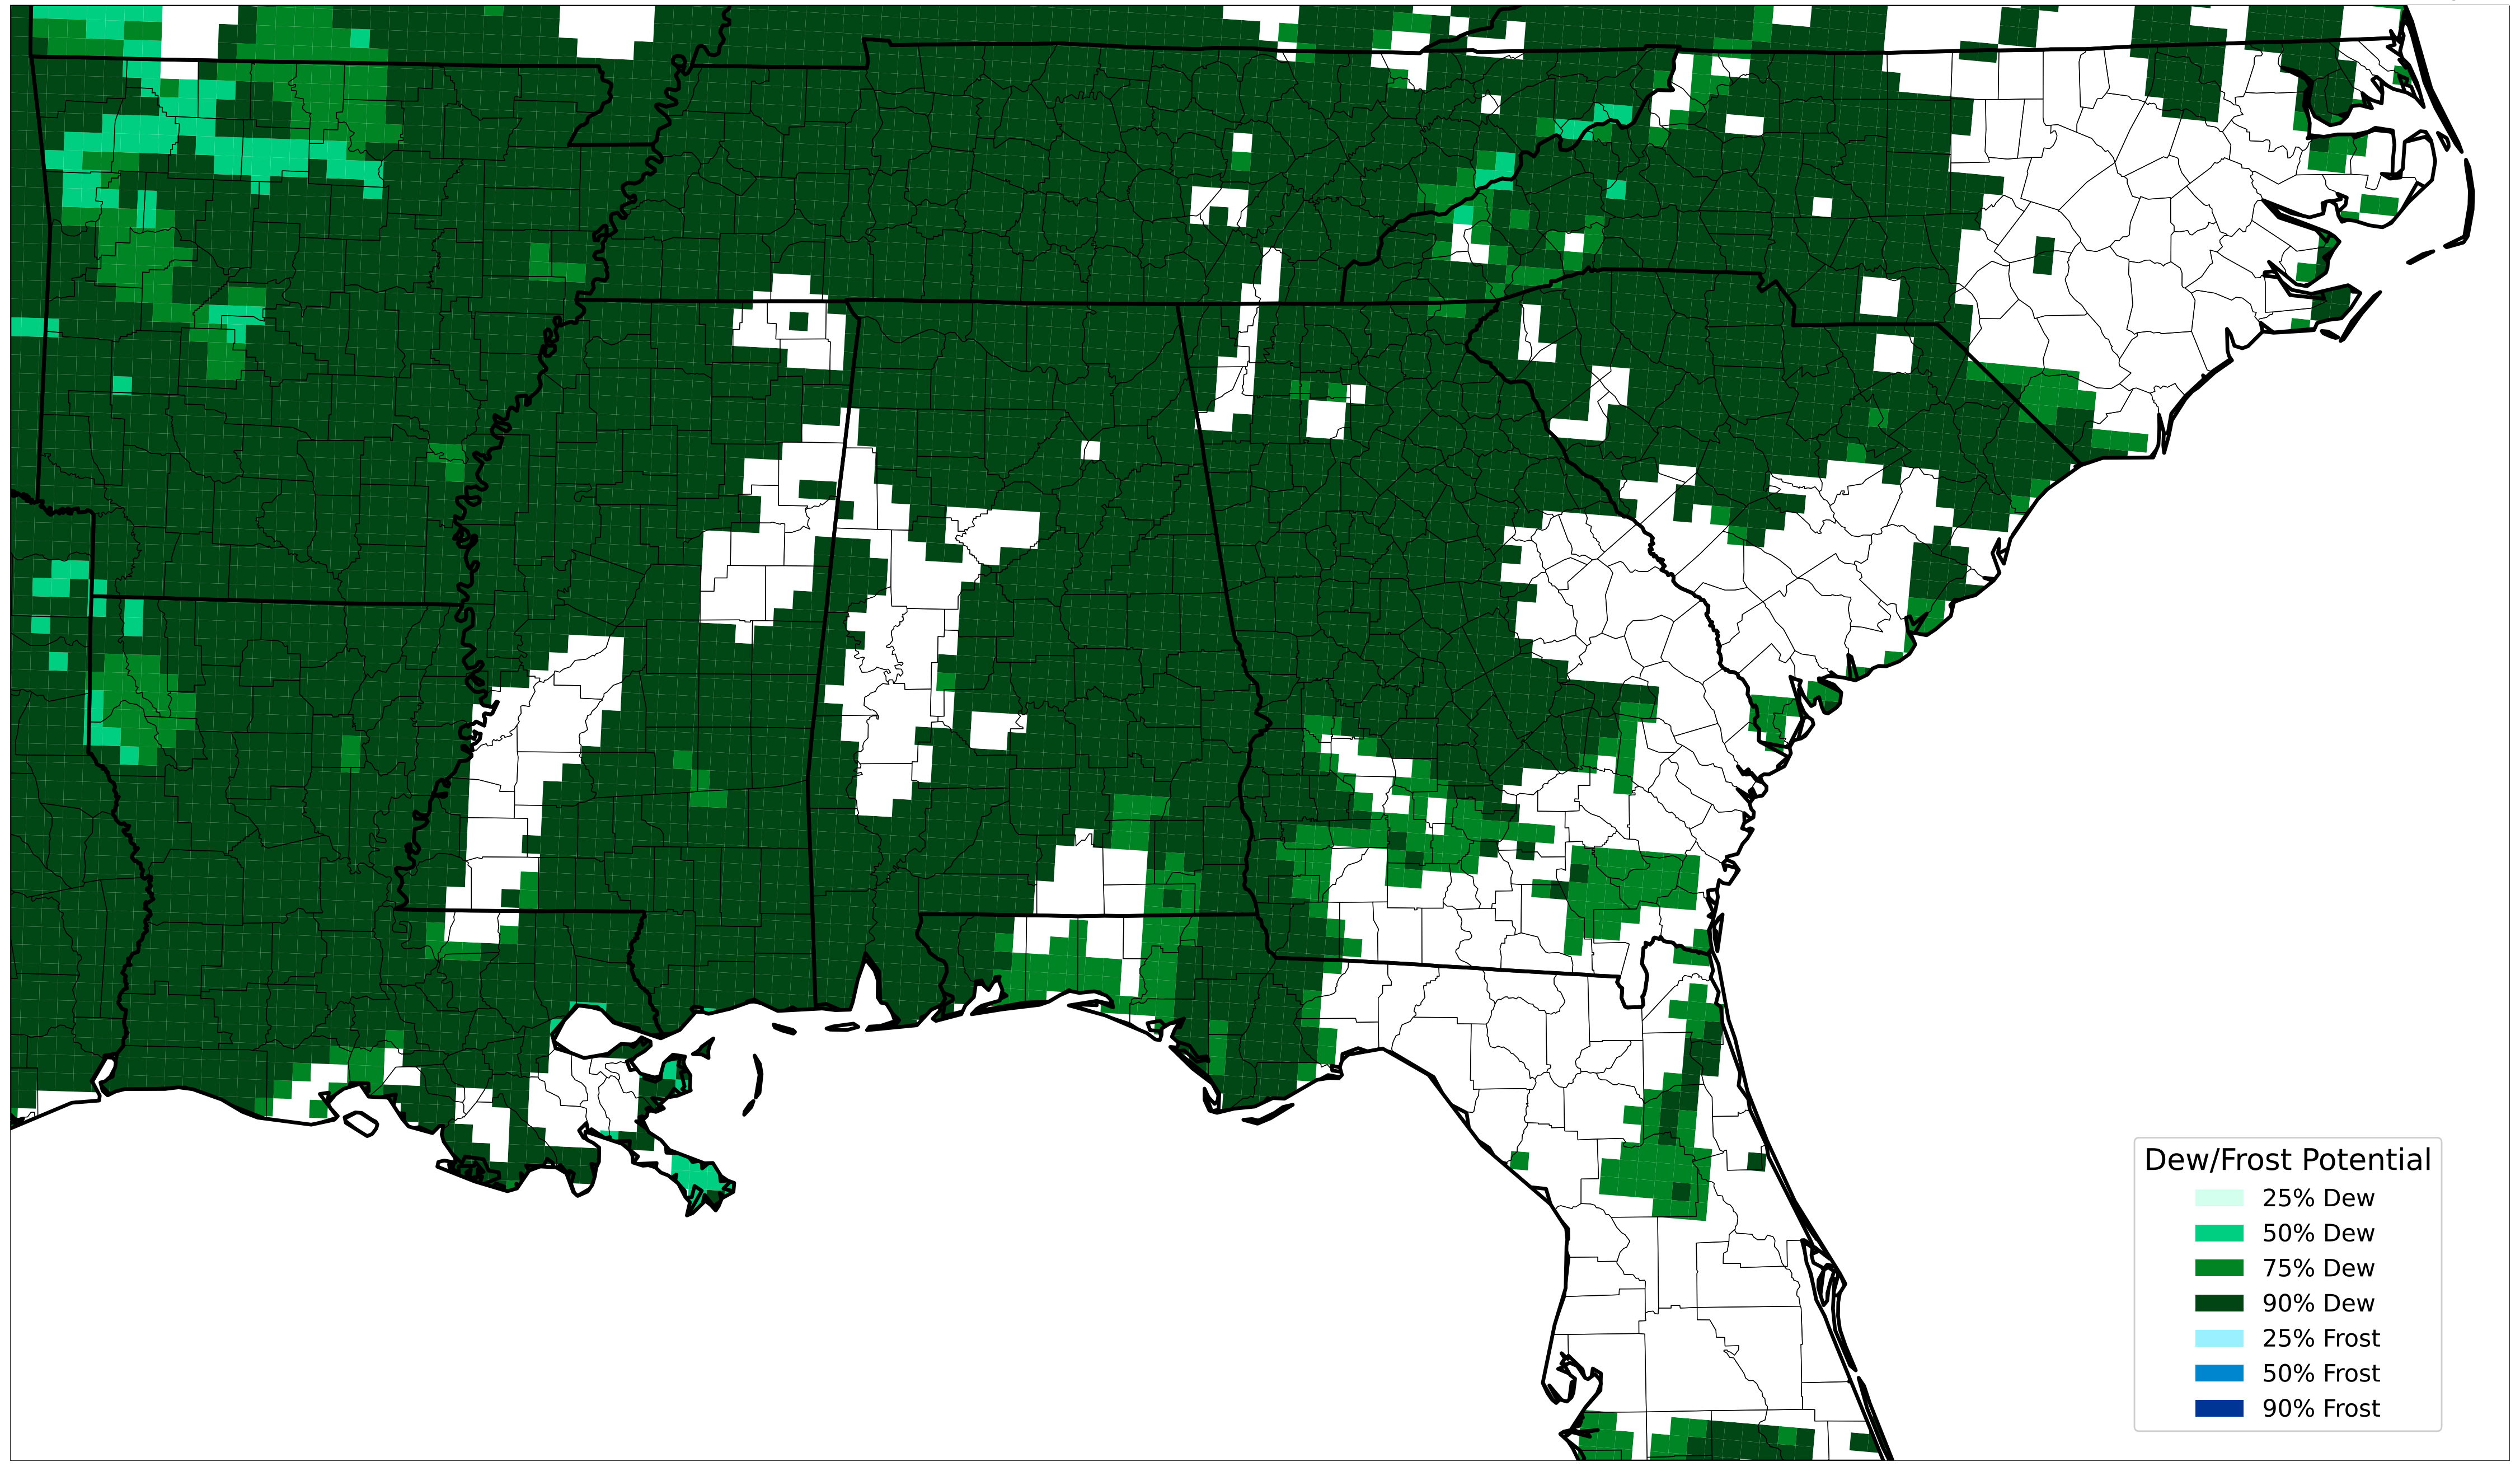 Dew/Frost Potential
25% Dew
50% Dew
75% Dew
90% Dew
25% Frost
50% Frost
90% Frost